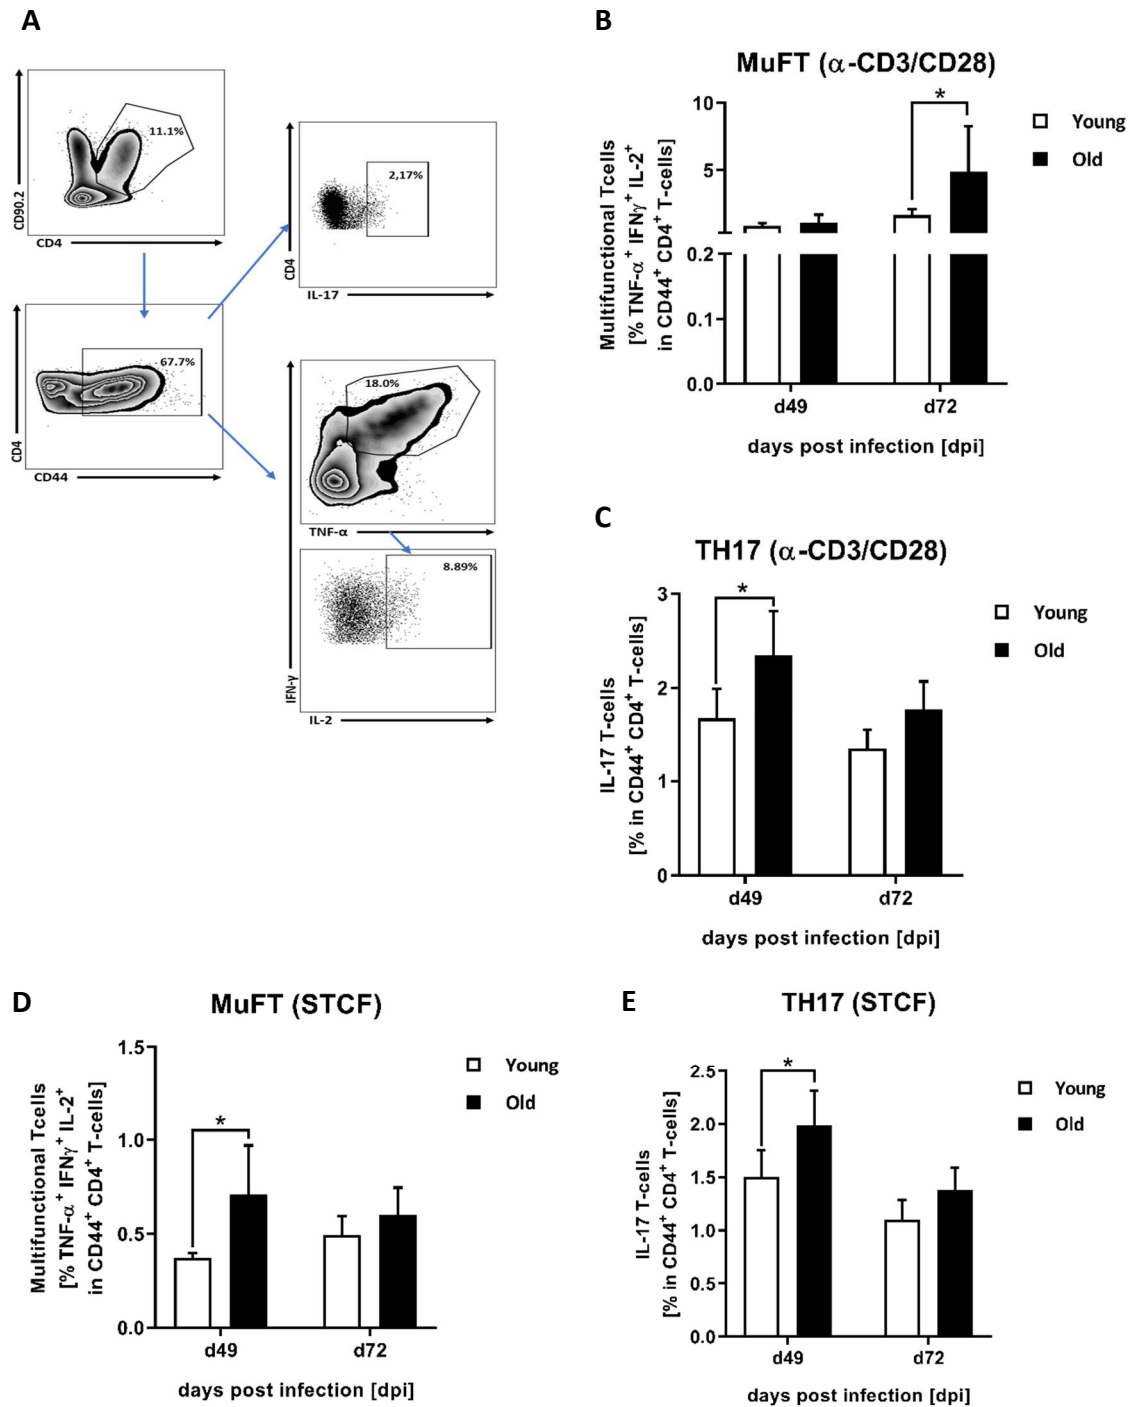 A
11.1%
CD90.2
CD4
2,17%
CD4
IL-17
67.7%
CD4
CD44
18.0%
TNF-α
8.89%
IFN-γ
IL-2
B
MuFT (α-CD3/CD28)
Multifunctional Tcells
[% TNF-α⁺ IFNγ⁺ IL-2⁺
in CD44⁺ CD4⁺ T-cells]
10
5
0.2
0.1
0.0
*
d49
d72
days post infection [dpi]
Young
Old
C
TH17 (α-CD3/CD28)
IL-17 T-cells
[% in CD44⁺ CD4⁺ T-cells]
3
2
1
0
*
d49
d72
days post infection [dpi]
Young
Old
D
MuFT (STCF)
Multifunctional Tcells
[% TNF-α⁺ IFNγ⁺ IL-2⁺
in CD44⁺ CD4⁺ T-cells]
1.5
1.0
0.5
0.0
*
d49
d72
days post infection [dpi]
Young
Old
E
TH17 (STCF)
IL-17 T-cells
[% in CD44⁺ CD4⁺ T-cells]
2.5
2.0
1.5
1.0
0.5
0.0
*
d49
d72
days post infection [dpi]
Young
Old